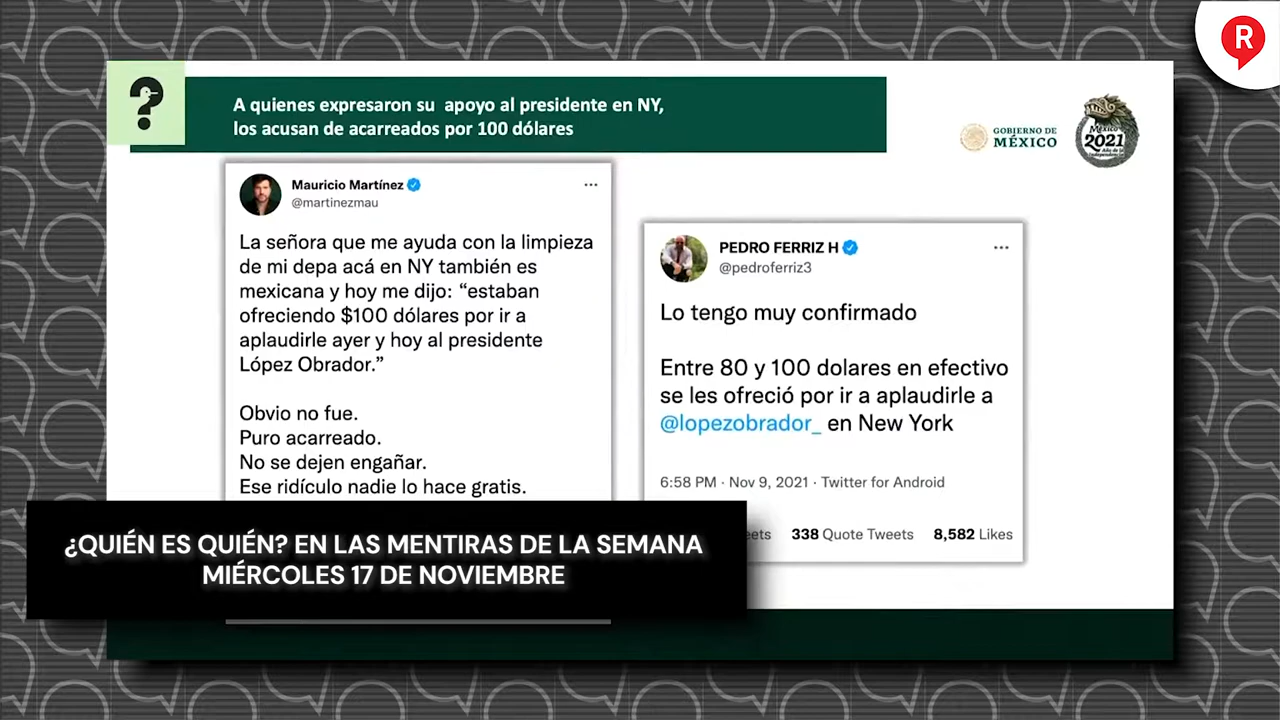 R
A quienes expresaron su apoyo al presidente en NY,
los acusan de acarreados por 100 dólares
GOBIERNO DE
MÉXICO
México
2021
Año de la
Independencia
Mauricio Martínez
@martinezmau
La señora que me ayuda con la limpieza
de mi depa acá en NY también es
mexicana y hoy me dijo: “estaban
ofreciendo $100 dólares por ir a
aplaudirle ayer y hoy al presidente
López Obrador.”
Obvio no fue.
Puro acarreado.
No se dejen engañar.
Ese ridículo nadie lo hace gratis.
PEDRO FERRIZ H
@pedroferriz3
Lo tengo muy confirmado
Entre 80 y 100 dolares en efectivo
se les ofreció por ir a aplaudirle a
@lopezobrador_ en New York
6:58 PM · Nov 9, 2021 · Twitter for Android
338 Quote Tweets 8,582 Likes
¿QUIÉN ES QUIÉN? EN LAS MENTIRAS DE LA SEMANA
MIÉRCOLES 17 DE NOVIEMBRE